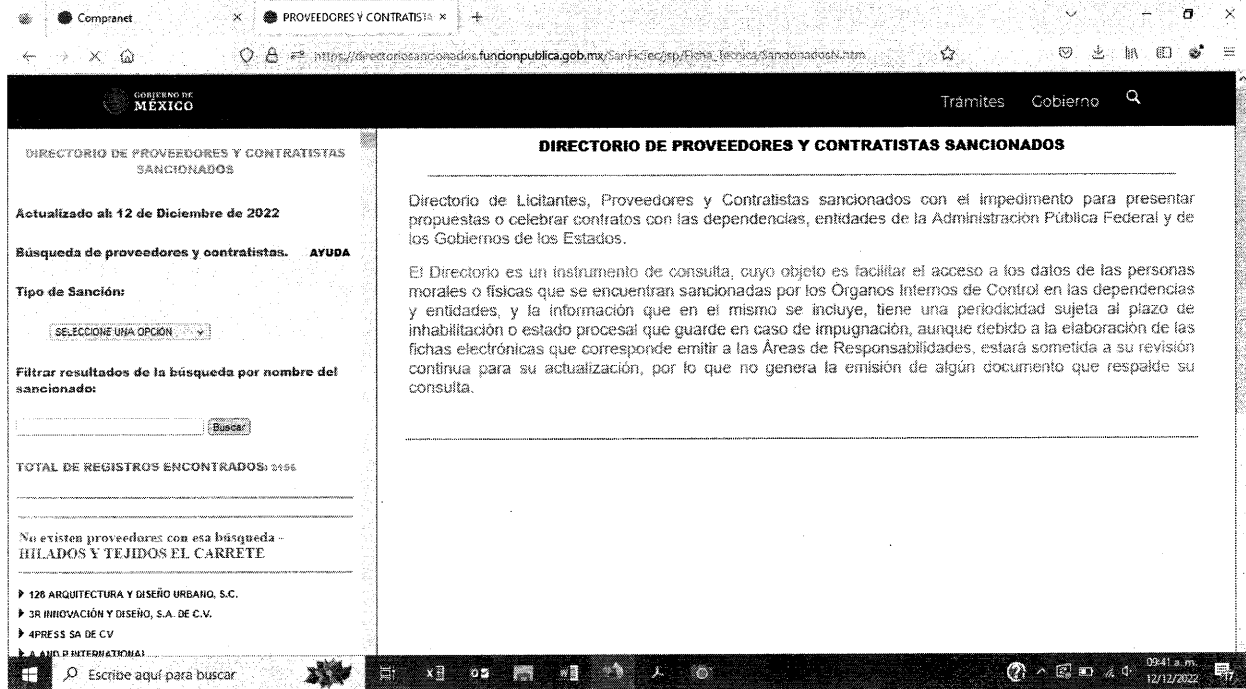 Compranet
PROVEEDORES Y CONTRATISTA
https://directoriosancionados.funcionpublica.gob.mx/SanFicTec/jsp/Ficha_Tecnica/SancionadosN.htm
GOBIERNO DE
MÉXICO
Trámites Gobierno
DIRECTORIO DE PROVEEDORES Y CONTRATISTAS
SANCIONADOS
Actualizado al: 12 de Diciembre de 2022
Búsqueda de proveedores y contratistas. AYUDA
Tipo de Sanción:
SELECCIONE UNA OPCIÓN
Filtrar resultados de la búsqueda por nombre del
sancionado:
Buscar
TOTAL DE REGISTROS ENCONTRADOS: 2156
No existen proveedores con esa búsqueda -
HILADOS Y TEJIDOS EL CARRETE
128 ARQUITECTURA Y DISEÑO URBANO, S.C.
3R INNOVACIÓN Y DISEÑO, S.A. DE C.V.
4PRESS SA DE CV
A AND P INTERNATIONAL
DIRECTORIO DE PROVEEDORES Y CONTRATISTAS SANCIONADOS
Directorio de Licitantes, Proveedores y Contratistas sancionados con el impedimento para presentar
propuestas o celebrar contratos con las dependencias, entidades de la Administración Pública Federal y de
los Gobiernos de los Estados.
El Directorio es un instrumento de consulta, cuyo objeto es facilitar el acceso a los datos de las personas
morales o físicas que se encuentran sancionadas por los Órganos Internos de Control en las dependencias
y entidades, y la información que en el mismo se incluye, tiene una periodicidad sujeta al plazo de
inhabilitación o estado procesal que guarde en caso de impugnación, aunque debido a la elaboración de las
fichas electrónicas que corresponde emitir a las Áreas de Responsabilidades, estará sometida a su revisión
continua para su actualización, por lo que no genera la emisión de algún documento que respalde su
consulta.
Escribe aquí para buscar
09:41 a. m.
12/12/2022